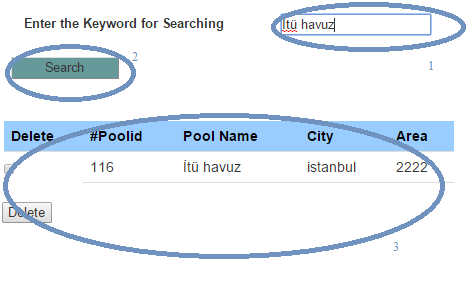 Enter the Keyword for Searching İtü havuz
1
Search 2
Delete #Poolid Pool Name City Area
116 İtü havuz istanbul 2222
Delete
3